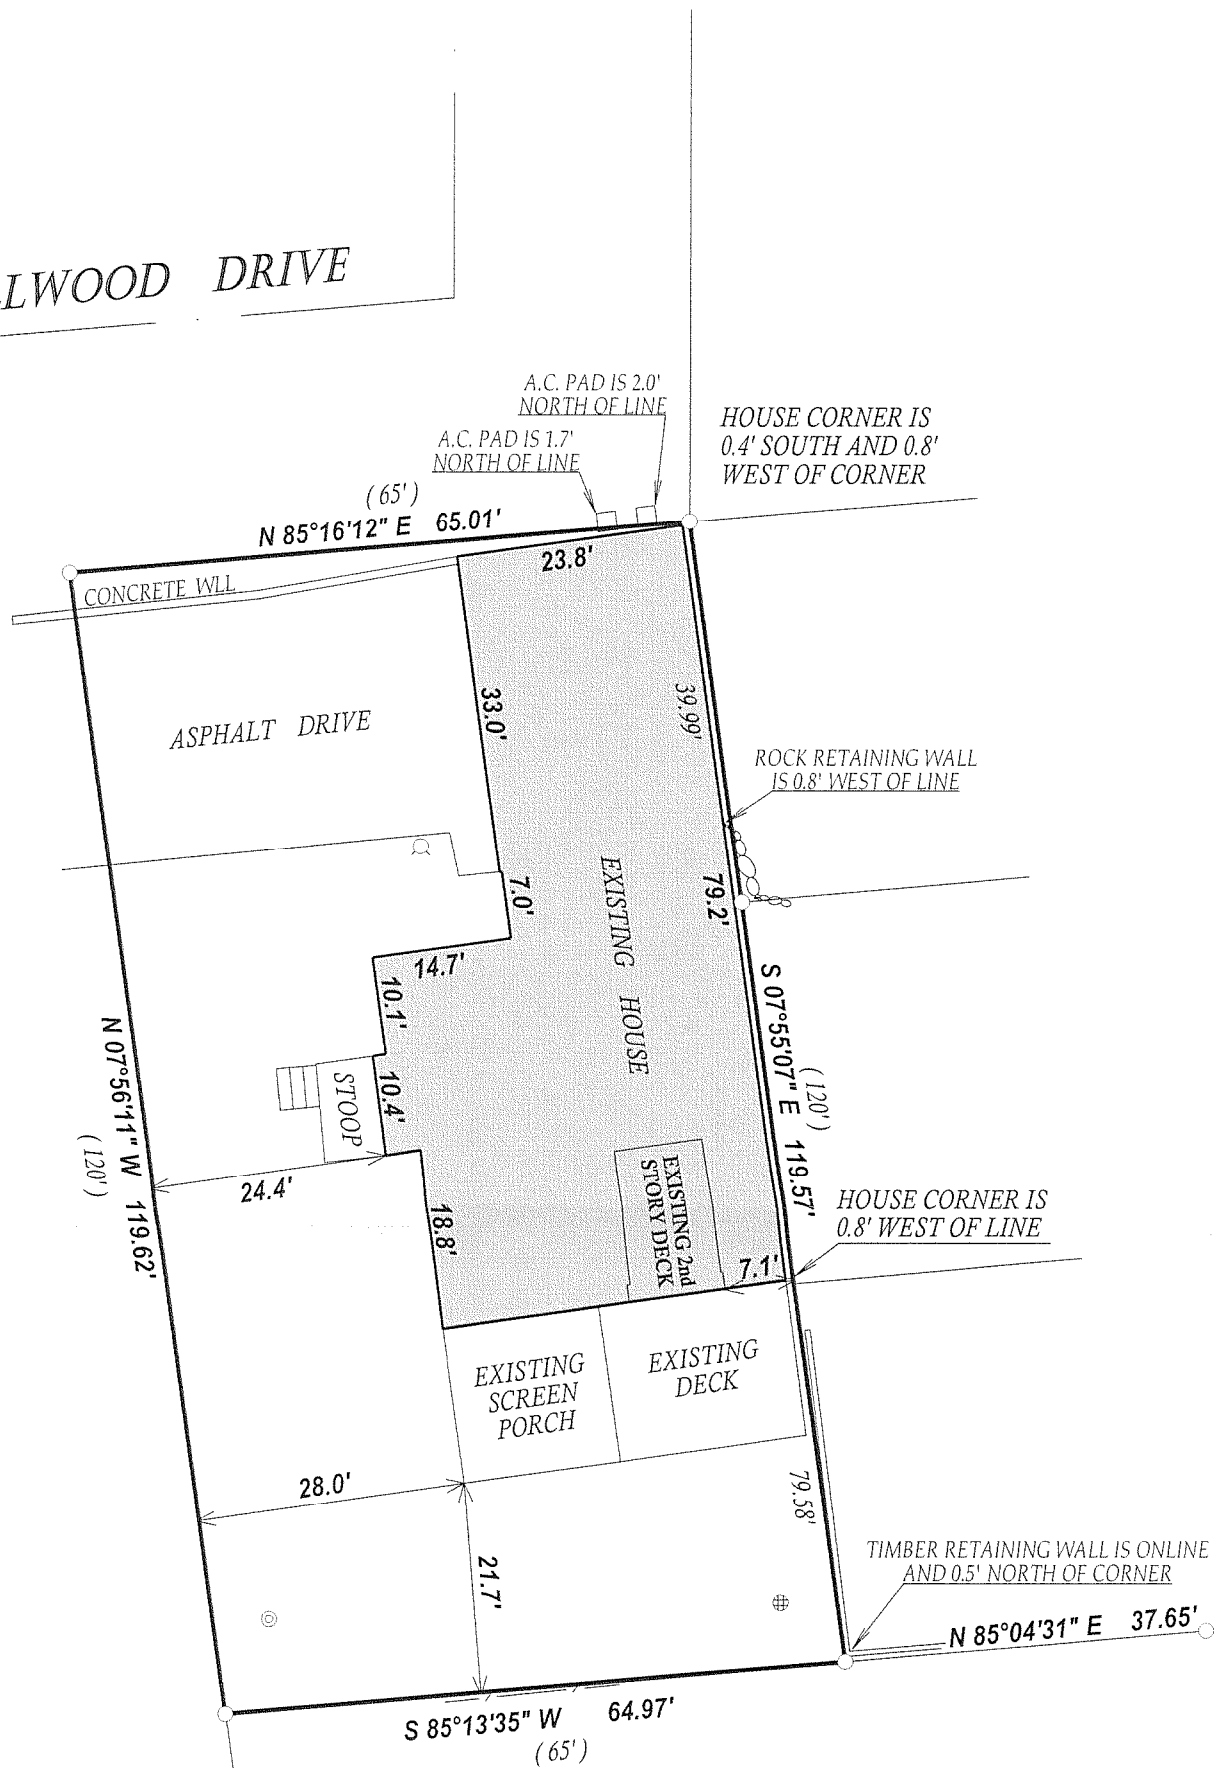 DRIVE
A.C. PAD IS 2.0'
NORTH OF LINE
A.C. PAD IS 1.7'
NORTH OF LINE
HOUSE CORNER IS
0.4' SOUTH AND 0.8'
WEST OF CORNER
(65')
N 85°16'12" E 65.01'
23.8'
CONCRETE WLL
33.0'
39.99'
ASPHALT DRIVE
ROCK RETAINING WALL
IS 0.8' WEST OF LINE
EXISTING HOUSE
79.2'
7.0'
14.7'
10.1'
S 07°55'07" E 119.57'
(120')
N 07°56'11" W 119.62'
(120')
STOOP
10.4'
24.4'
18.8'
EXISTING 2nd
STORY DECK
7.1'
HOUSE CORNER IS
0.8' WEST OF LINE
EXISTING
SCREEN
PORCH
EXISTING
DECK
28.0'
79.58'
21.7'
TIMBER RETAINING WALL IS ONLINE
AND 0.5' NORTH OF CORNER
N 85°04'31" E 37.65'
S 85°13'35" W 64.97'
(65')